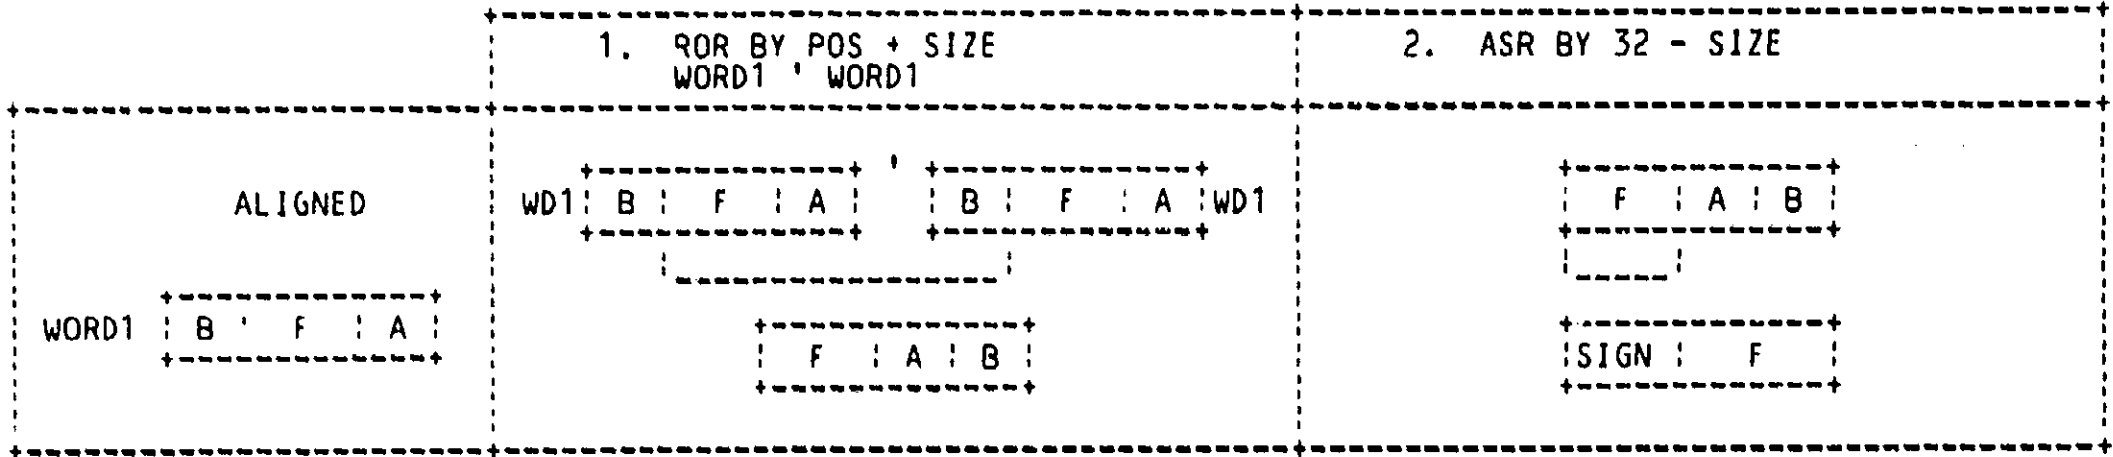 1. ROR BY POS + SIZE 2. ASR BY 32 - SIZE
WORD1 ' WORD1
'
ALIGNED WD1 B F A B F A WD1 F A B
WORD1 B ' F A F A B SIGN F